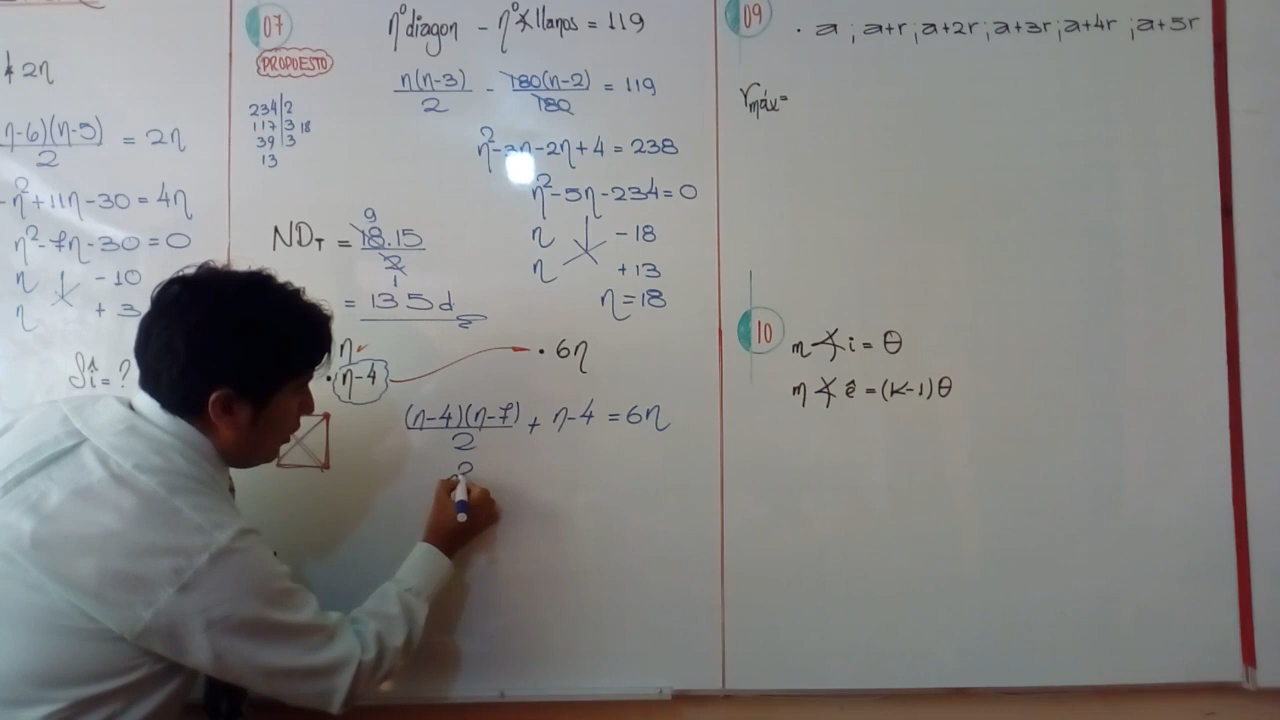 ∡ 2n
n-6)(n-5)/2 = 2n
-n²+11n-30 = 4n
n²-7n-30 = 0
n -10
n + 3
S∡î = ?
07
PROPUESTO
n° diagon - n° ∡ llanos = 119
n(n-3)/2 - 180(n-2)/180 = 119
n²-3n-2n+4 = 238
n²-5n-234 = 0
n -18
n +13
n = 18
234 2
117 3 18
39 3
13
9
ND_T = 18.15/2
1
= 135 d
n
· n-4
· 6n
(n-4)(n-7)/2 + n-4 = 6n
2
09
· a ; a+r ; a+2r ; a+3r ; a+4r ; a+5r
r máx =
10
m ∡ i = θ
m ∡ ê = (K-1)θ